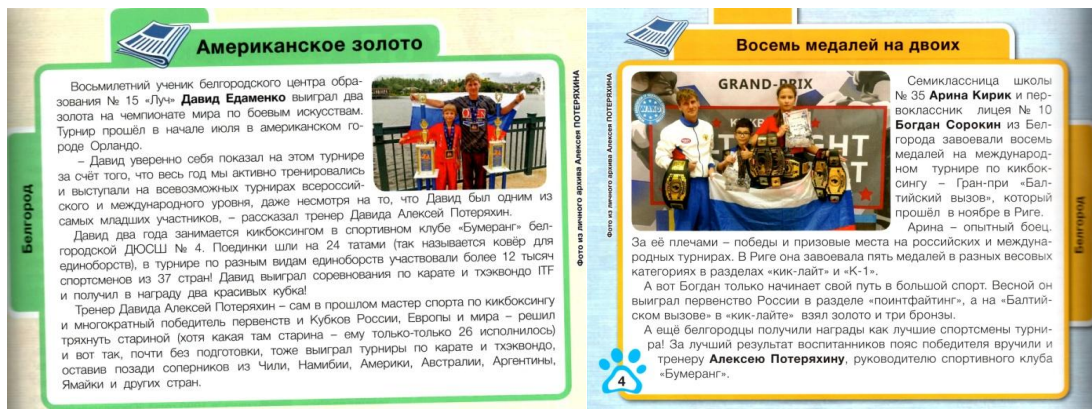 Американское золото
Восьмилетний ученик белгородского центра обра-
зования № 15 «Луч» Давид Едаменко выиграл два
золота на чемпионате мира по боевым искусствам.
Турнир прошёл в начале июля в американском го-
роде Орландо.
– Давид уверенно себя показал на этом турнире
за счёт того, что весь год мы активно тренировались
и выступали на всевозможных турнирах всероссий-
ского и международного уровня, даже несмотря на то, что Давид был одним из
самых младших участников, – рассказал тренер Давида Алексей Потеряхин.
Давид два года занимается кикбоксингом в спортивном клубе «Бумеранг» бел-
городской ДЮСШ № 4. Поединки шли на 24 татами (так называется ковёр для
единоборств), в турнире по разным видам единоборств участвовали более 12 тысяч
спортсменов из 37 стран! Давид выиграл соревнования по карате и тхэквондо ITF
и получил в награду два красивых кубка!
Тренер Давида Алексей Потеряхин – сам в прошлом мастер спорта по кикбоксингу
и многократный победитель первенств и Кубков России, Европы и мира – решил
тряхнуть стариной (хотя какая там старина – ему только-только 26 исполнилось)
и вот так, почти без подготовки, тоже выиграл турниры по карате и тхэквондо,
оставив позади соперников из Чили, Намибии, Америки, Австралии, Аргентины,
Ямайки и других стран.
Белгород
Фото из личного архива Алексея ПОТЕРЯХИНА
Восемь медалей на двоих
Фото из личного архива Алексея ПОТЕРЯХИНА
GRAND-PRIX
WAKO
Семиклассница школы
№ 35 Арина Кирик и пер-
воклассник лицея № 10
Богдан Сорокин из Бел-
города завоевали восемь
медалей на международ-
ном турнире по кикбок-
сингу – Гран-при «Бал-
тийский вызов», который
прошёл в ноябре в Риге.
Арина – опытный боец.
За её плечами – победы и призовые места на российских и междуна-
родных турнирах. В Риге она завоевала пять медалей в разных весовых
категориях в разделах «кик-лайт» и «К-1».
А вот Богдан только начинает свой путь в большой спорт. Весной он
выиграл первенство России в разделе «поинтфайтинг», а на «Балтий-
ском вызове» в «кик-лайте» взял золото и три бронзы.
А ещё белгородцы получили награды как лучшие спортсмены турни-
ра! За лучший результат воспитанников пояс победителя вручили и
тренеру Алексею Потеряхину, руководителю спортивного клуба
«Бумеранг».
4
Белгород